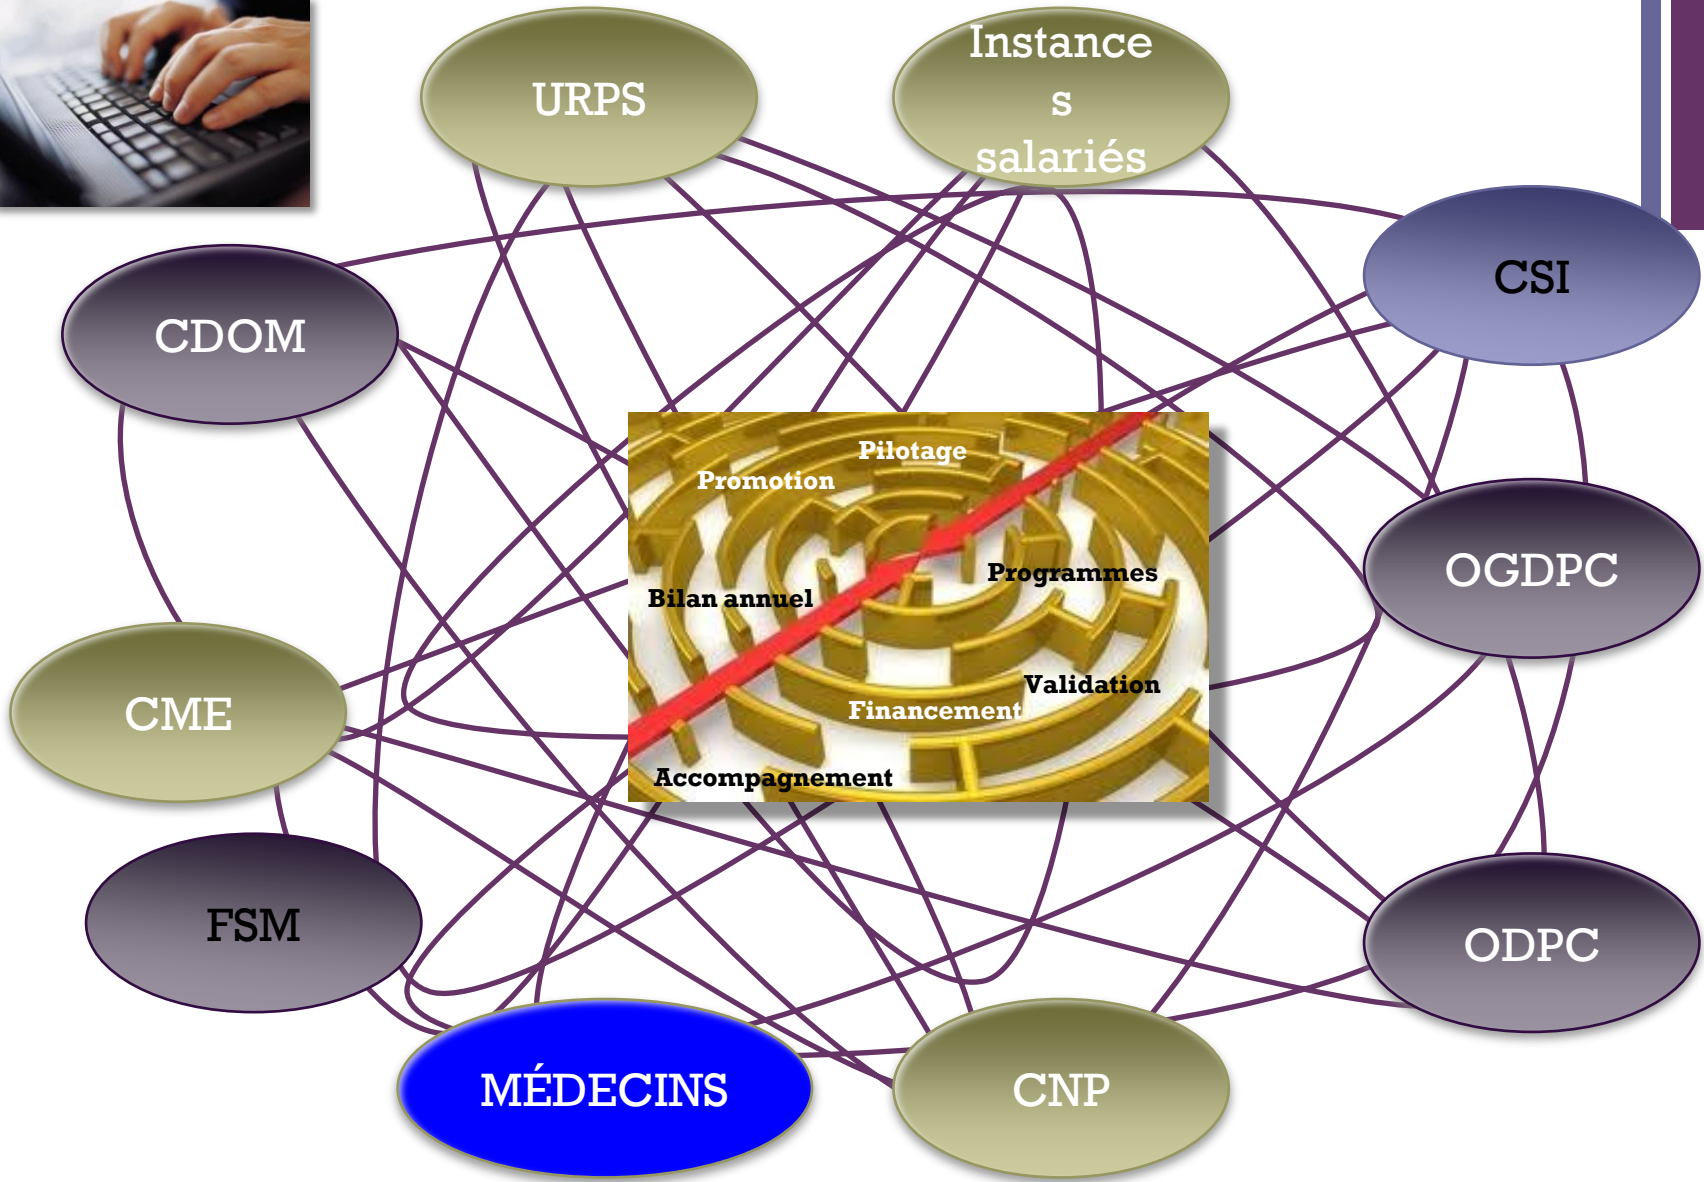 URPS
Instance
s
salariés
CSI
CDOM
Pilotage
Promotion
OGDPC
Programmes
Bilan annuel
Validation
Financement
CME
Accompagnement
FSM
ODPC
MÉDECINS
CNP